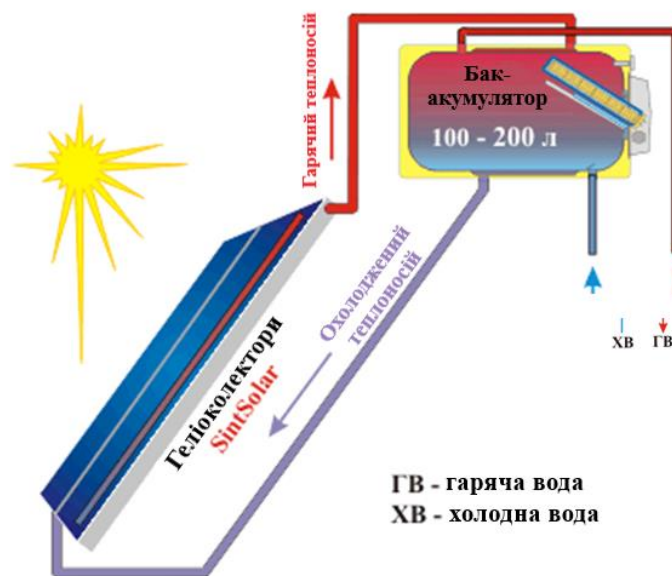 Гарячий теплоносій
Бак-
акумулятор
100 - 200 л
Охолоджений
теплоносій
Геліоколектори
SintSolar
ХВ
ГВ
ГВ - гаряча вода
ХВ - холодна вода